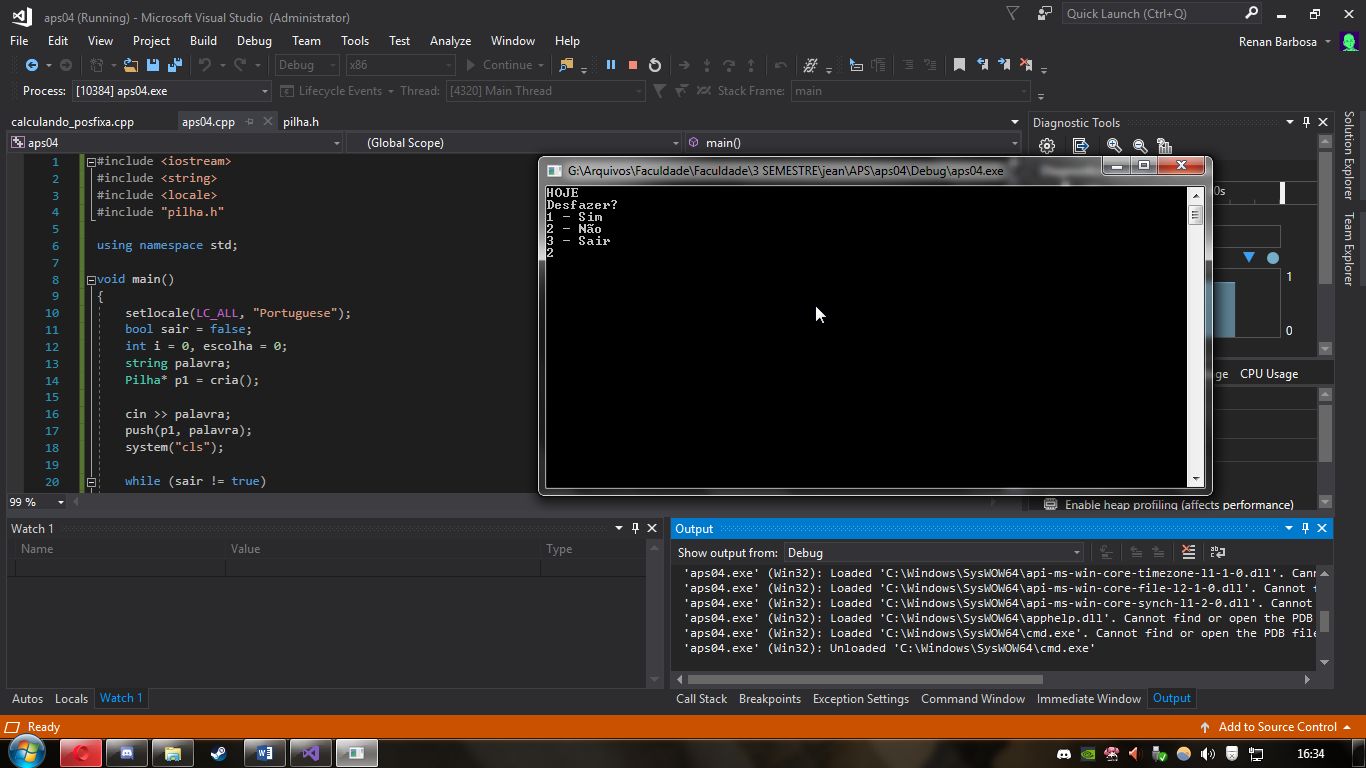 aps04 (Running) - Microsoft Visual Studio (Administrator)
Quick Launch (Ctrl+Q)
File Edit View Project Build Debug Team Tools Test Analyze Window Help
Renan Barbosa
Debug x86 Continue
Process: [10384] aps04.exe Lifecycle Events Thread: [4320] Main Thread Stack Frame: main
calculando_posfixa.cpp aps04.cpp pilha.h
aps04 (Global Scope) main()
1 #include <iostream>
2 #include <string>
3 #include <locale>
4 #include "pilha.h"
5
6 using namespace std;
7
8 void main()
9 {
10 setlocale(LC_ALL, "Portuguese");
11 bool sair = false;
12 int i = 0, escolha = 0;
13 string palavra;
14 Pilha* p1 = cria();
15
16 cin >> palavra;
17 push(p1, palavra);
18 system("cls");
19
20 while (sair != true)
99 %
G:\Arquivos\Faculdade\Faculdade\3 SEMESTRE\jean\APS\aps04\Debug\aps04.exe
HOJE
Desfazer?
1 - Sim
2 - Não
3 - Sair
2
Diagnostic Tools
0s
1
0
ge CPU Usage
Enable heap profiling (affects performance)
Solution Explorer
Team Explorer
Watch 1
Name Value Type
Autos Locals Watch 1
Output
Show output from: Debug
'aps04.exe' (Win32): Loaded 'C:\Windows\SysWOW64\api-ms-win-core-timezone-l1-1-0.dll'. Cann
'aps04.exe' (Win32): Loaded 'C:\Windows\SysWOW64\api-ms-win-core-file-l2-1-0.dll'. Cannot f
'aps04.exe' (Win32): Loaded 'C:\Windows\SysWOW64\api-ms-win-core-synch-l1-2-0.dll'. Cannot
'aps04.exe' (Win32): Loaded 'C:\Windows\SysWOW64\apphelp.dll'. Cannot find or open the PDB
'aps04.exe' (Win32): Loaded 'C:\Windows\SysWOW64\cmd.exe'. Cannot find or open the PDB file
'aps04.exe' (Win32): Unloaded 'C:\Windows\SysWOW64\cmd.exe'
Call Stack Breakpoints Exception Settings Command Window Immediate Window Output
Ready
Add to Source Control
16:34